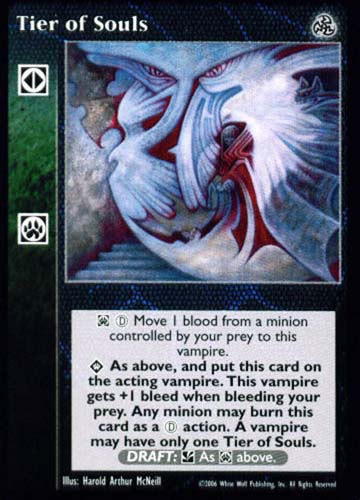 Tier of Souls
Ⓓ Move 1 blood from a minion
controlled by your prey to this
vampire.
As above, and put this card on
the acting vampire. This vampire
gets +1 bleed when bleeding your
prey. Any minion may burn this
card as a Ⓓ action. A vampire
may have only one Tier of Souls.
DRAFT: As above.
Illus: Harold Arthur McNeill
©2006 White Wolf Publishing, Inc. All Rights Reserved.